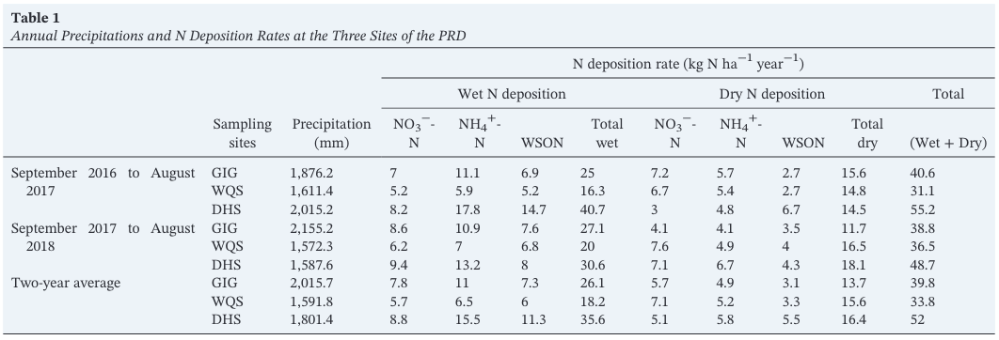 Table 1
Annual Precipitations and N Deposition Rates at the Three Sites of the PRD
N deposition rate (kg N ha−1 year−1)
Wet N deposition Dry N deposition Total
Sampling sites Precipitation (mm) NO3−-N NH4+-N WSON Total wet NO3−-N NH4+-N WSON Total dry (Wet + Dry)
September 2016 to August GIG 1,876.2 7 11.1 6.9 25 7.2 5.7 2.7 15.6 40.6
2017 WQS 1,611.4 5.2 5.9 5.2 16.3 6.7 5.4 2.7 14.8 31.1
DHS 2,015.2 8.2 17.8 14.7 40.7 3 4.8 6.7 14.5 55.2
September 2017 to August GIG 2,155.2 8.6 10.9 7.6 27.1 4.1 4.1 3.5 11.7 38.8
2018 WQS 1,572.3 6.2 7 6.8 20 7.6 4.9 4 16.5 36.5
DHS 1,587.6 9.4 13.2 8 30.6 7.1 6.7 4.3 18.1 48.7
Two-year average GIG 2,015.7 7.8 11 7.3 26.1 5.7 4.9 3.1 13.7 39.8
WQS 1,591.8 5.7 6.5 6 18.2 7.1 5.2 3.3 15.6 33.8
DHS 1,801.4 8.8 15.5 11.3 35.6 5.1 5.8 5.5 16.4 52